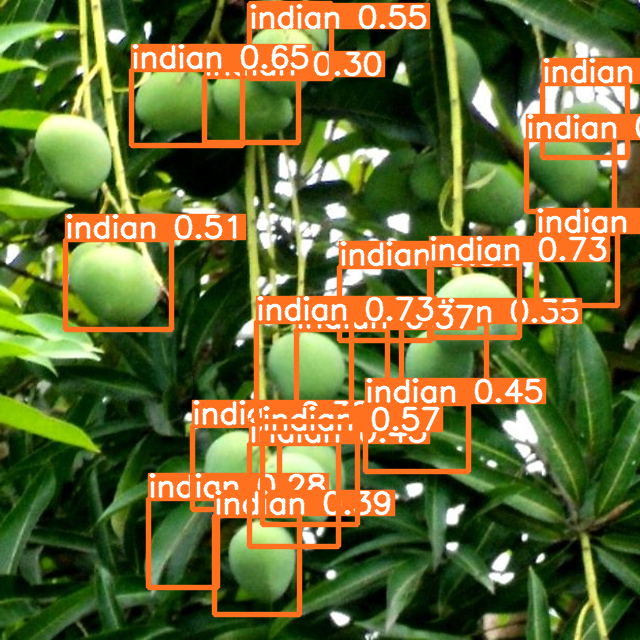 indian 0.55
indian 0.65
0.30
indian
indian
indian 0.51
indian
indian
indian 0.73
indian 0.73
0.55
indian 0.45
0.57
indian 0.28
indian 0.39